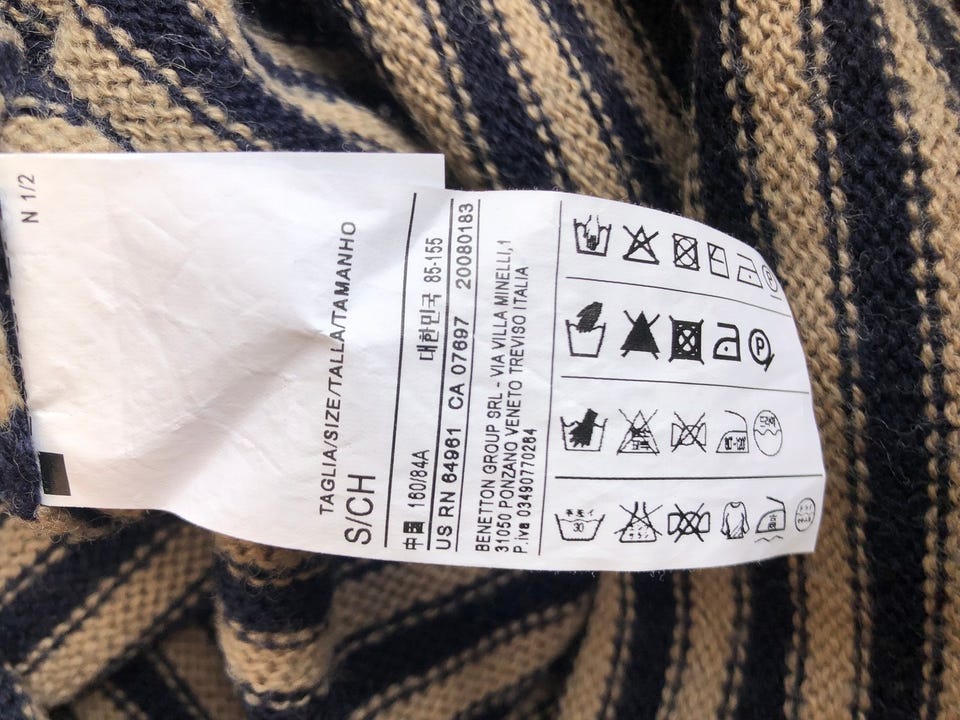 N 1/2
TAGLIA/SIZE/TALLA/TAMANHO
S/CH
대한민국 85-155
中国 160/84A
US RN 64961 CA 07697 20080183
BENETTON GROUP SRL - VIA VILLA MINELLI,1
31050 PONZANO VENETO TREVISO ITALIA
P.iva 03490770264
P
30